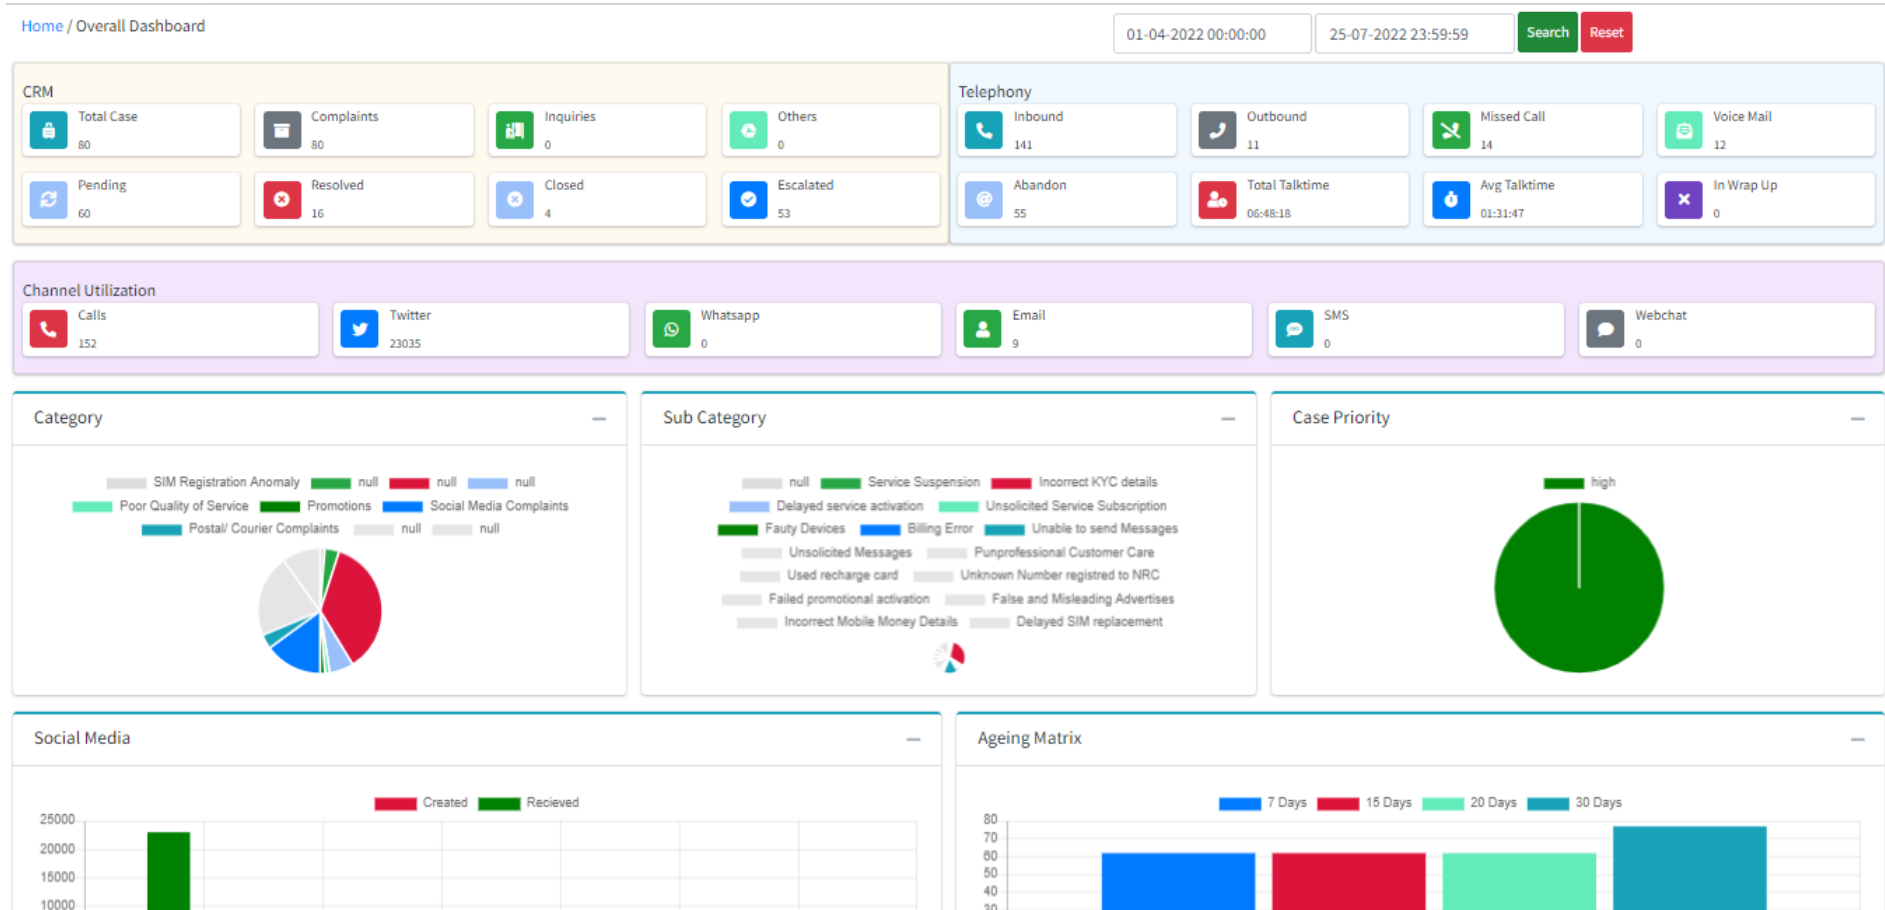 Home / Overall Dashboard
01-04-2022 00:00:00
25-07-2022 23:59:59
Search
Reset
CRM
Total Case
80
Complaints
80
Inquiries
0
Others
0
Pending
60
Resolved
16
Closed
4
Escalated
53
Telephony
Inbound
141
Outbound
11
Missed Call
14
Voice Mail
12
Abandon
55
Total Talktime
06:48:18
Avg Talktime
01:31:47
In Wrap Up
0
Channel Utilization
Calls
152
Twitter
23035
Whatsapp
0
Email
9
SMS
0
Webchat
0
Category
SIM Registration Anomaly null null null
Poor Quality of Service Promotions Social Media Complaints
Postal/ Courier Complaints null null
Sub Category
null Service Suspension Incorrect KYC details
Delayed service activation Unsolicited Service Subscription
Fauty Devices Billing Error Unable to send Messages
Unsolicited Messages Punprofessional Customer Care
Used recharge card Unknown Number registred to NRC
Failed promotional activation False and Misleading Advertises
Incorrect Mobile Money Details Delayed SIM replacement
Case Priority
high
Social Media
Created Recieved
25000
20000
15000
10000
Ageing Matrix
7 Days 15 Days 20 Days 30 Days
80
70
60
50
40
30